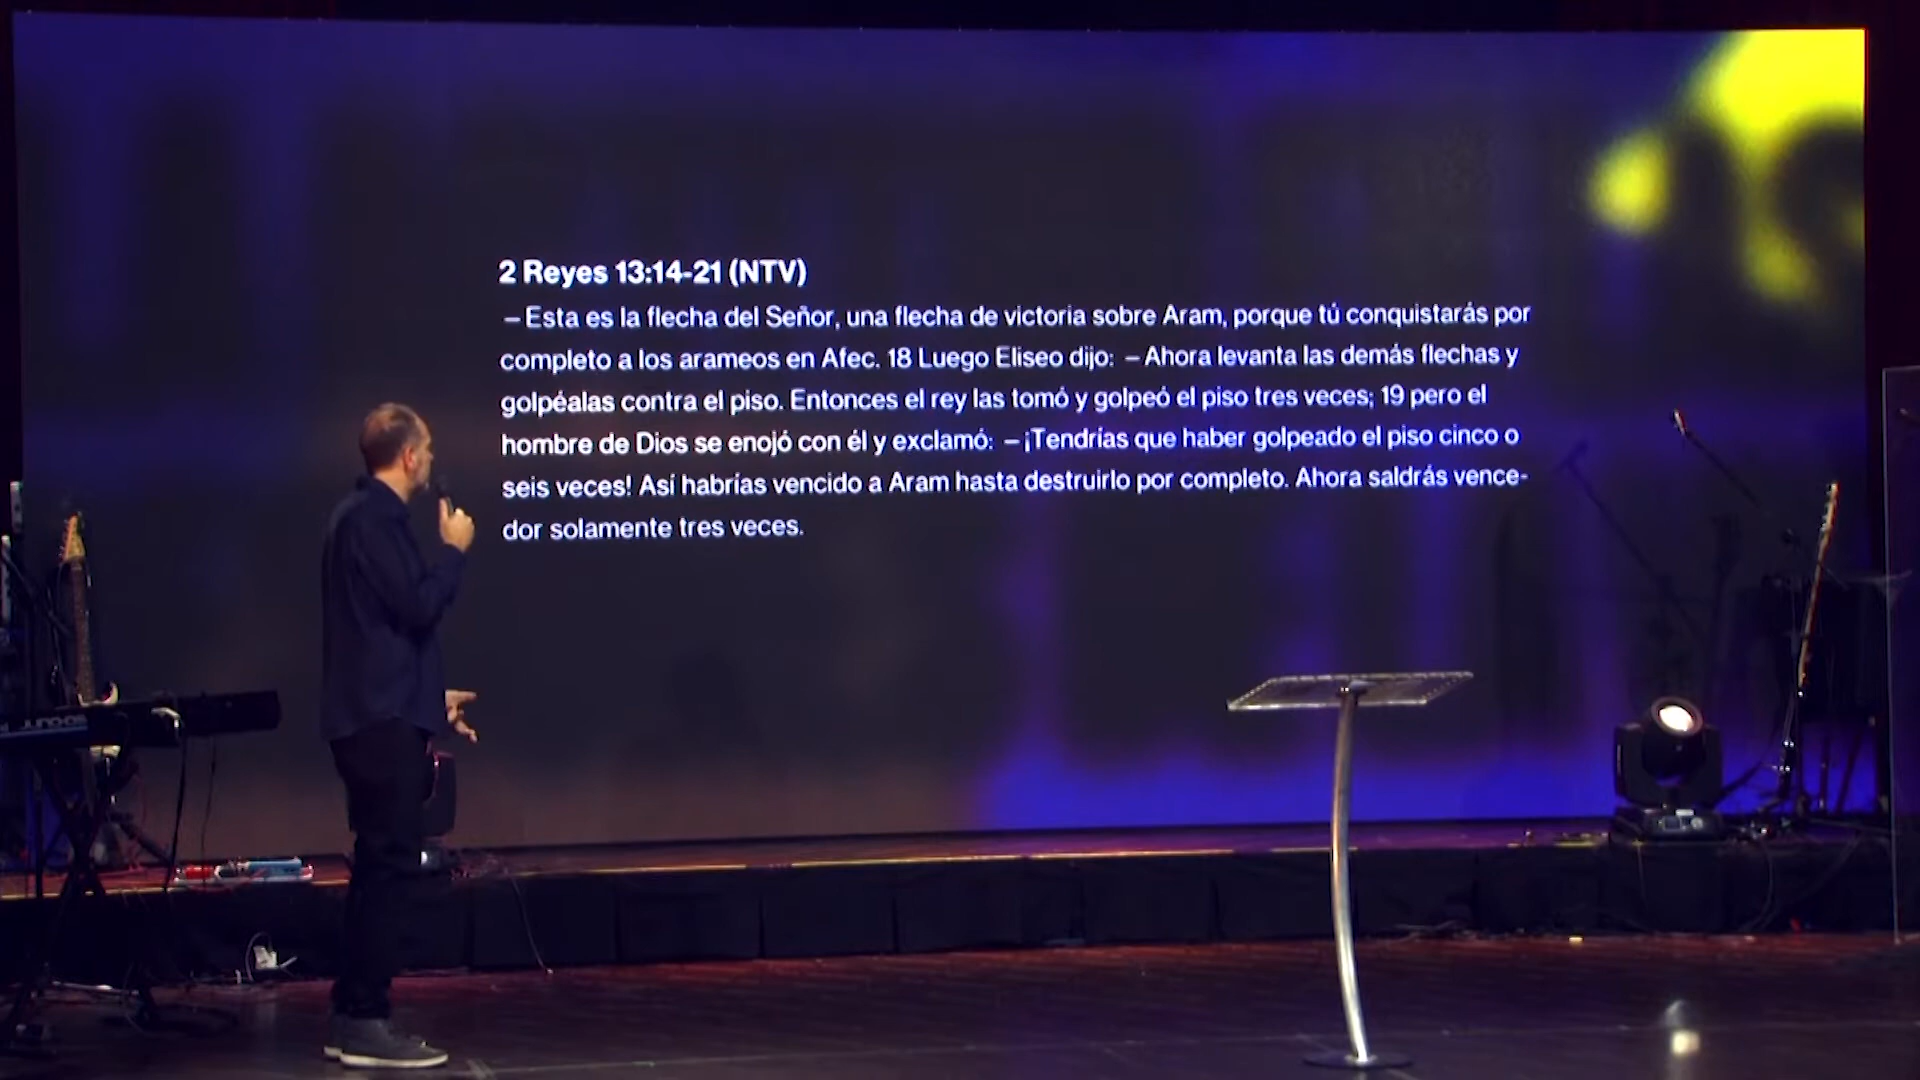 2 Reyes 13:14-21 (NTV)
– Esta es la flecha del Señor, una flecha de victoria sobre Aram, porque tú conquistarás por
completo a los arameos en Afec. 18 Luego Eliseo dijo: – Ahora levanta las demás flechas y
golpéalas contra el piso. Entonces el rey las tomó y golpeó el piso tres veces; 19 pero el
hombre de Dios se enojó con él y exclamó: – ¡Tendrías que haber golpeado el piso cinco o
seis veces! Así habrías vencido a Aram hasta destruirlo por completo. Ahora saldrás vence-
dor solamente tres veces.
JUNO-DS